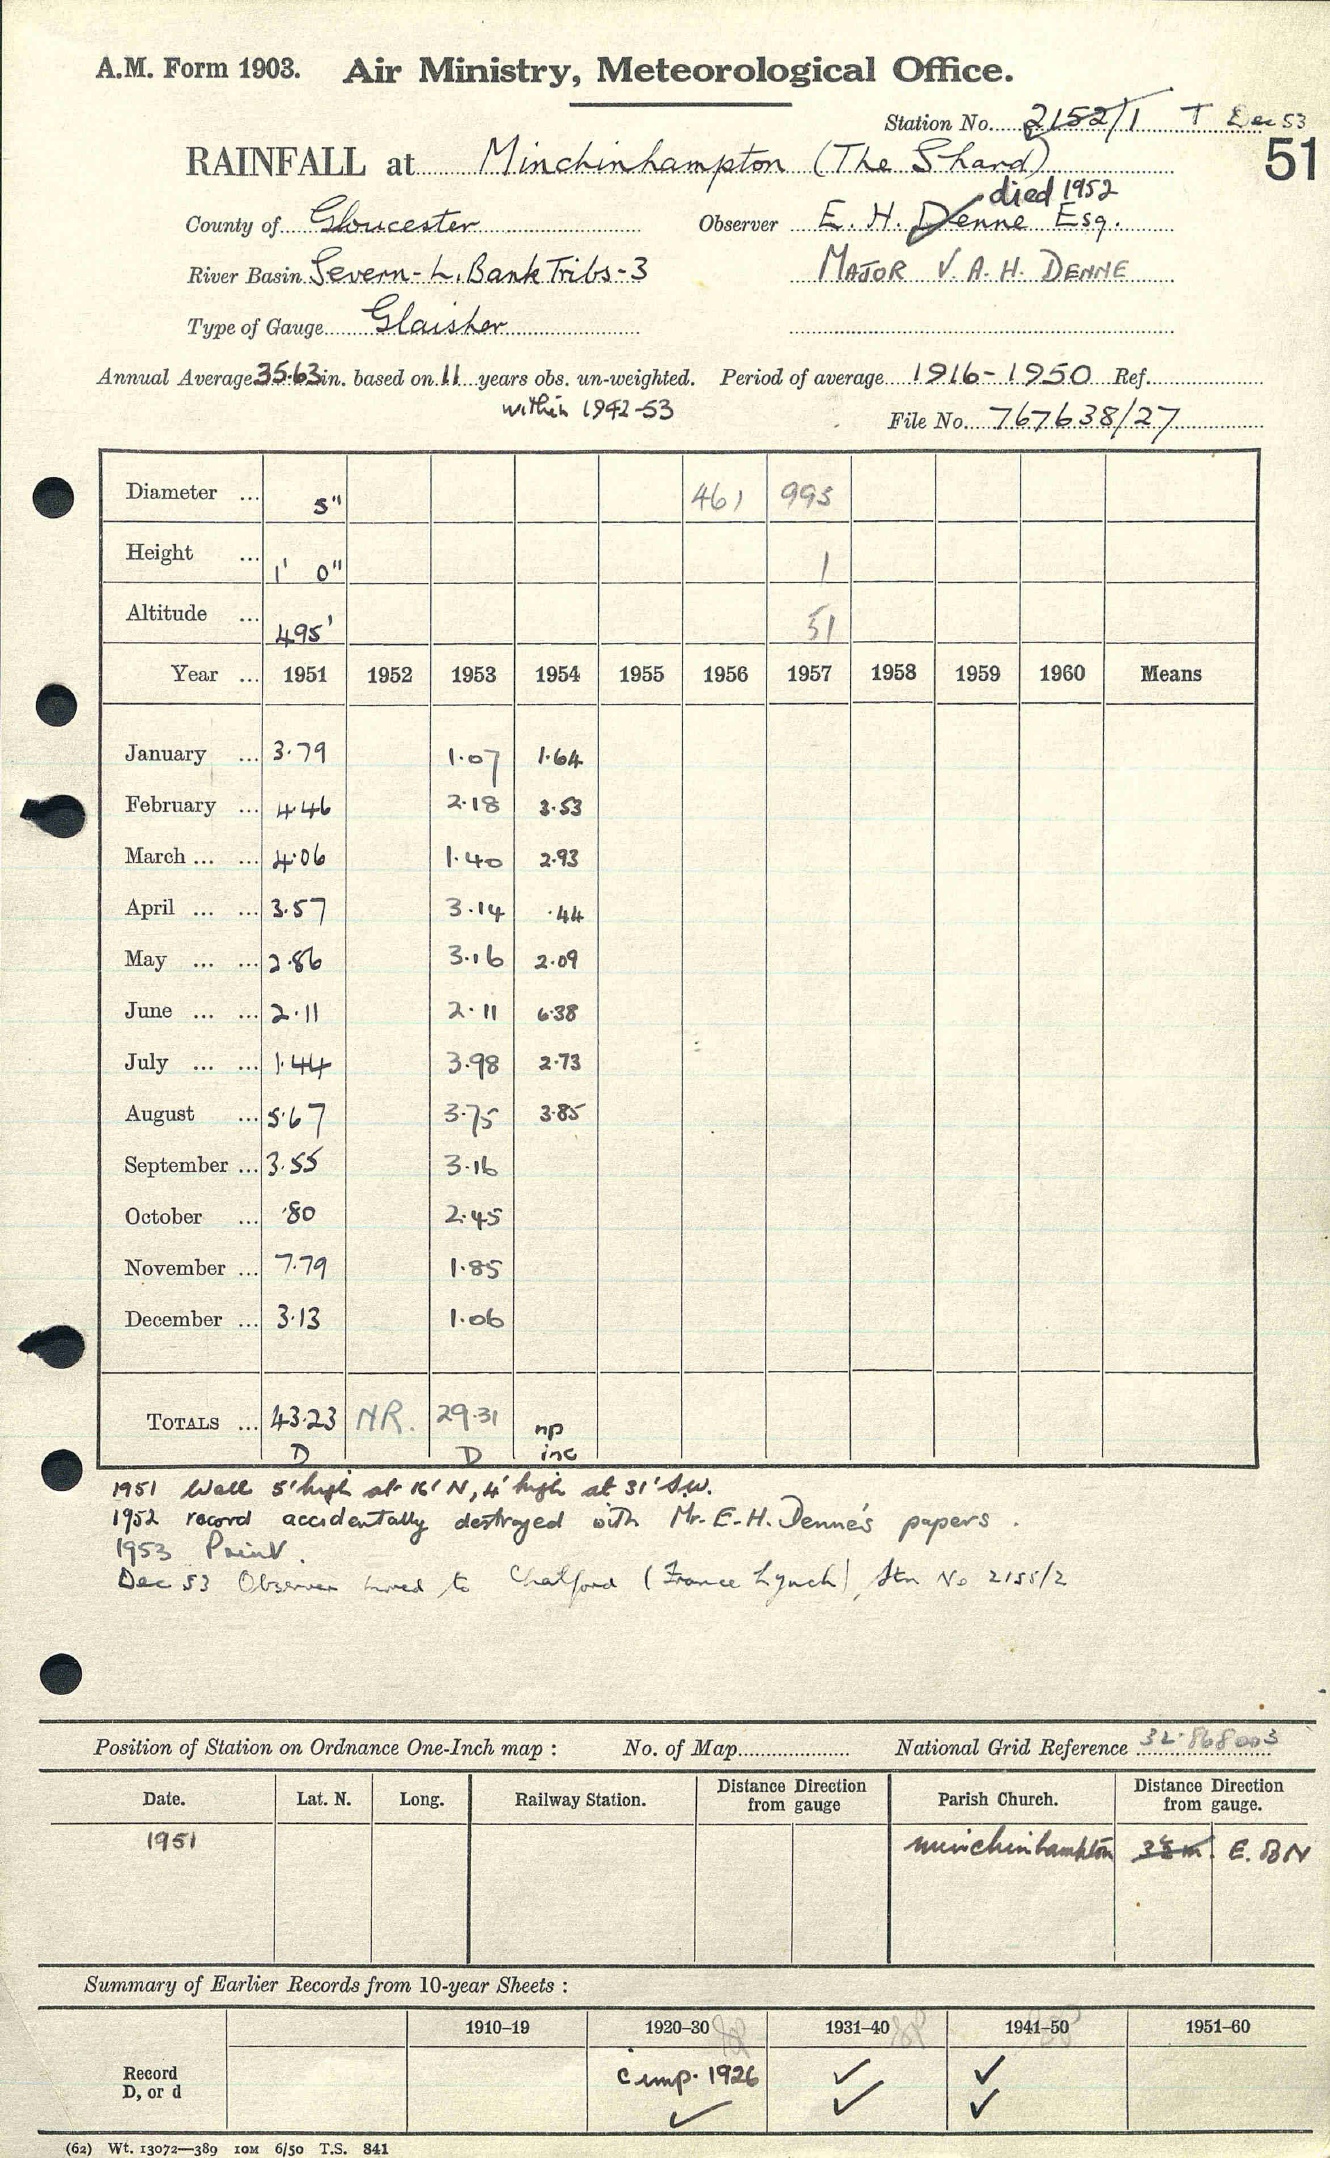 A.M. Form 1903. Air Ministry, Meteorological Office.
Station No. 2152/1 T Dec 53
51
RAINFALL at Minchinhampton (The Shard)
died 1952
County of Gloucester Observer E. H. Denne Esq.
River Basin Severn-L. Bank Tribs-3 MAJOR V. A. H. DENNE
Type of Gauge Glaisher
Annual Average 35.63 in. based on 11 years obs. un-weighted. Period of average 1916-1950 Ref.
within 1942-53
File No. 767638/27
Diameter ... 5" 461 995
Height ... 1' 0" 1
Altitude ... 495' 51
Year ... 1951 1952 1953 1954 1955 1956 1957 1958 1959 1960 Means
January ... 3.79 1.07 1.64
February ... 4.46 2.18 3.53
March ... ... 4.06 1.40 2.93
April ... ... 3.57 3.14 .44
May ... ... 2.86 3.16 2.09
June ... ... 2.11 2.11 6.38
July ... ... 1.44 3.98 2.73
August ... 5.67 3.75 3.85
September ... 3.55 3.16
October ... .80 2.45
November ... 7.79 1.85
December ... 3.13 1.06
TOTALS ... 43.23 NR. 29.31 np
D D inc
1951 Wall 5' high at 16' N, 4' high at 31' S.W.
1952 record accidentally destroyed with Mr. E. H. Denne's papers.
1953 Paint.
Dec 53 Observer moved to Chalford (France Lynch), Stn No 2155/2
Position of Station on Ordnance One-Inch map : No. of Map National Grid Reference 32.868003
Date. Lat. N. Long. Railway Station. Distance Direction from gauge Parish Church. Distance Direction from gauge.
1951 Minchinhampton E. BN
Summary of Earlier Records from 10-year Sheets :
1910-19 1920-30 1931-40 1941-50 1951-60
Record c imp. 1926 ✓ ✓
D, or d ✓ ✓ ✓
(62) Wt. 13072—389 10M 6/50 T.S. 841